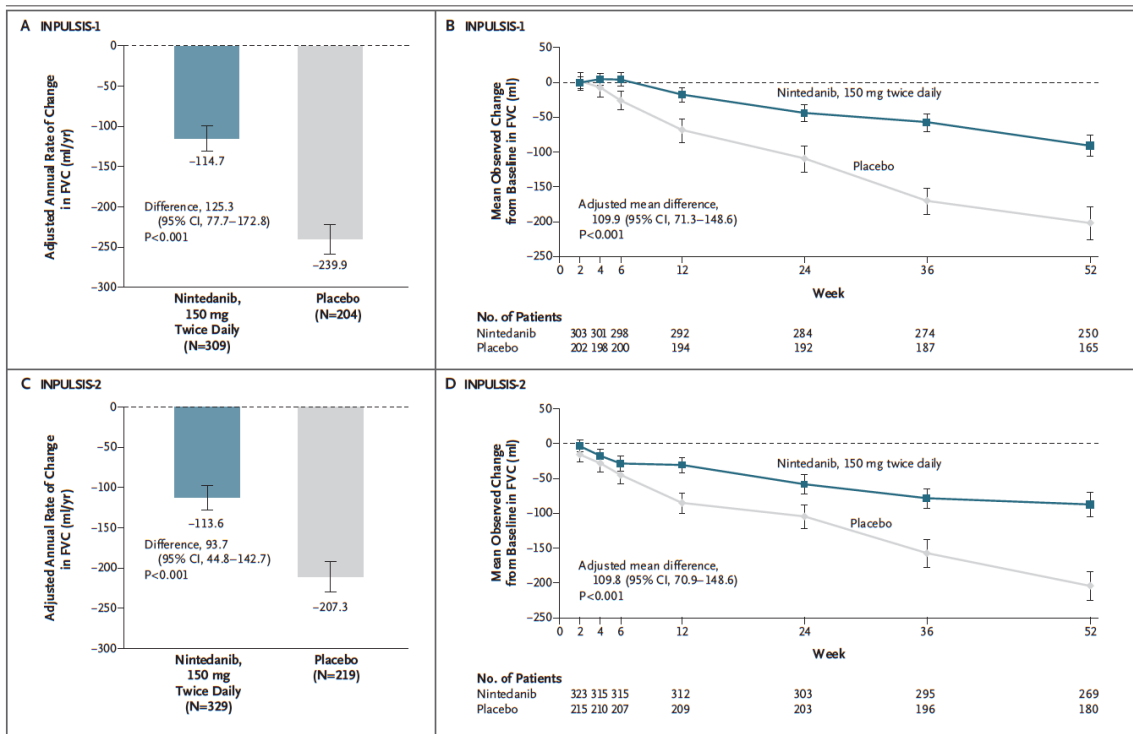 A INPULSIS-1
Adjusted Annual Rate of Change
in FVC (ml/yr)
0
−50
−100
−150
−200
−250
−300
−114.7
Difference, 125.3
(95% CI, 77.7–172.8)
P<0.001
−239.9
Nintedanib,
150 mg
Twice Daily
(N=309)
Placebo
(N=204)
B INPULSIS-1
Mean Observed Change
from Baseline in FVC (ml)
50
0
−50
−100
−150
−200
−250
Nintedanib, 150 mg twice daily
Placebo
Adjusted mean difference,
109.9 (95% CI, 71.3–148.6)
P<0.001
0 2 4 6 12 24 36 52
Week
No. of Patients
Nintedanib 303 301 298 292 284 274 250
Placebo 202 198 200 194 192 187 165
C INPULSIS-2
Adjusted Annual Rate of Change
in FVC (ml/yr)
0
−50
−100
−150
−200
−250
−300
−113.6
Difference, 93.7
(95% CI, 44.8–142.7)
P<0.001
−207.3
Nintedanib,
150 mg
Twice Daily
(N=329)
Placebo
(N=219)
D INPULSIS-2
Mean Observed Change
from Baseline in FVC (ml)
50
0
−50
−100
−150
−200
−250
Nintedanib, 150 mg twice daily
Placebo
Adjusted mean difference,
109.8 (95% CI, 70.9–148.6)
P<0.001
0 2 4 6 12 24 36 52
Week
No. of Patients
Nintedanib 323 315 315 312 303 295 269
Placebo 215 210 207 209 203 196 180